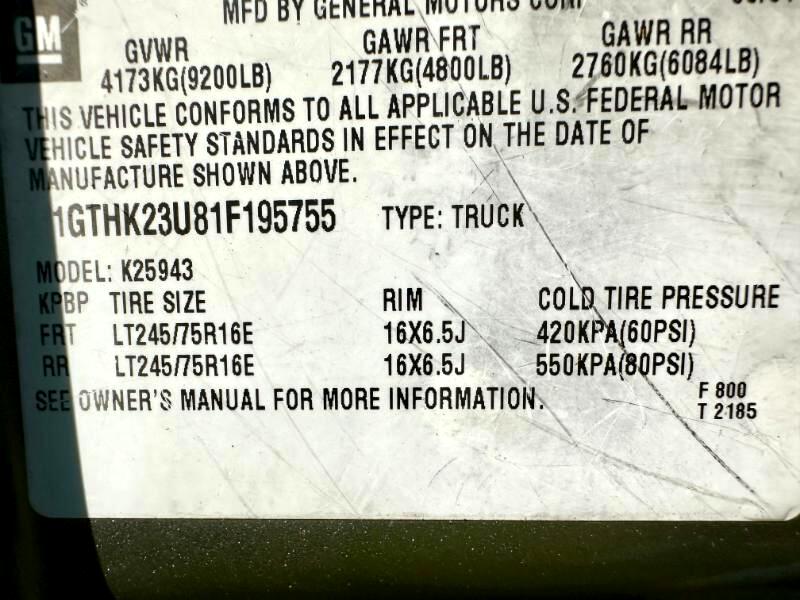 MFD BY GENERAL MOTORS CORP
GM
GVWR GAWR FRT GAWR RR
4173KG(9200LB) 2177KG(4800LB) 2760KG(6084LB)
THIS VEHICLE CONFORMS TO ALL APPLICABLE U.S. FEDERAL MOTOR
VEHICLE SAFETY STANDARDS IN EFFECT ON THE DATE OF
MANUFACTURE SHOWN ABOVE.
1GTHK23U81F195755 TYPE: TRUCK
MODEL: K25943
KPBP TIRE SIZE RIM COLD TIRE PRESSURE
FRT LT245/75R16E 16X6.5J 420KPA(60PSI)
RR LT245/75R16E 16X6.5J 550KPA(80PSI)
SEE OWNER'S MANUAL FOR MORE INFORMATION.
F 800
T 2185